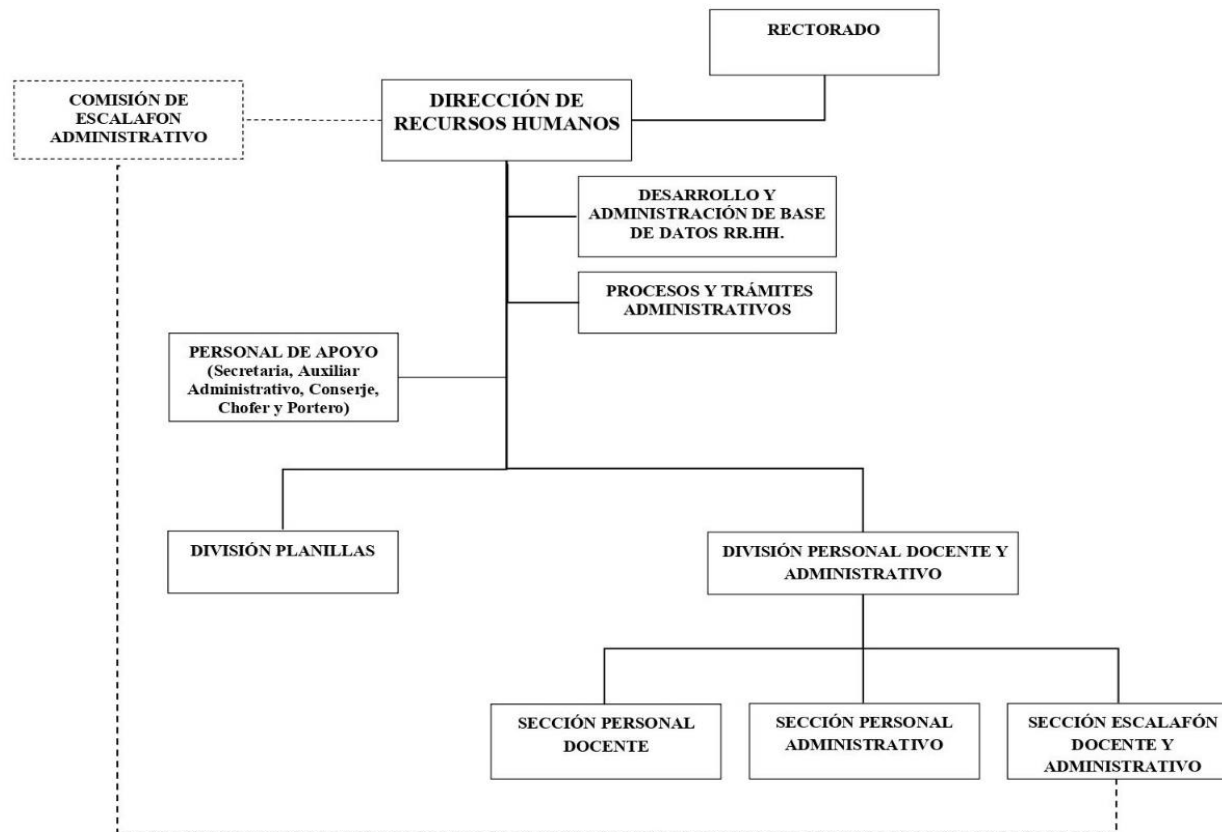 RECTORADO
COMISIÓN DE
ESCALAFON
ADMINISTRATIVO
DIRECCIÓN DE
RECURSOS HUMANOS
DESARROLLO Y
ADMINISTRACIÓN DE BASE
DE DATOS RR.HH.
PROCESOS Y TRÁMITES
ADMINISTRATIVOS
PERSONAL DE APOYO
(Secretaria, Auxiliar
Administrativo, Conserje,
Chofer y Portero)
DIVISIÓN PLANILLAS
DIVISIÓN PERSONAL DOCENTE Y
ADMINISTRATIVO
SECCIÓN PERSONAL
DOCENTE
SECCIÓN PERSONAL
ADMINISTRATIVO
SECCIÓN ESCALAFÓN
DOCENTE Y
ADMINISTRATIVO